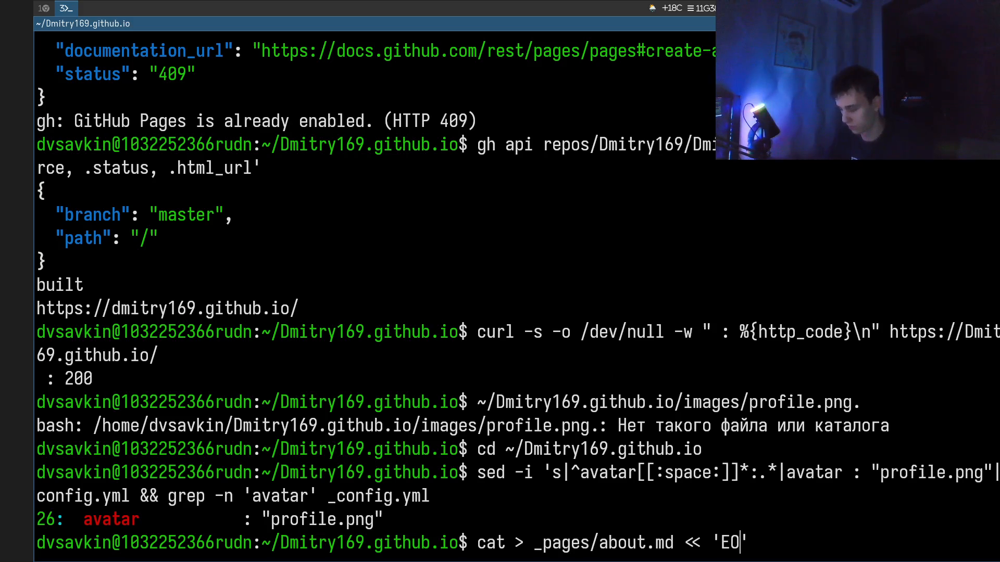 1
3
+18C
11G38
~/Dmitry169.github.io
"documentation_url": "https://docs.github.com/rest/pages/pages#create-a
"status": "409"
}
gh: GitHub Pages is already enabled. (HTTP 409)
dvsavkin@1032252366rudn:~/Dmitry169.github.io$ gh api repos/Dmitry169/Dmi
rce, .status, .html_url'
{
"branch": "master",
"path": "/"
}
built
https://dmitry169.github.io/
dvsavkin@1032252366rudn:~/Dmitry169.github.io$ curl -s -o /dev/null -w " : %{http_code}\n" https://Dmit
69.github.io/
: 200
dvsavkin@1032252366rudn:~/Dmitry169.github.io$ ~/Dmitry169.github.io/images/profile.png.
bash: /home/dvsavkin/Dmitry169.github.io/images/profile.png.: Нет такого файла или каталога
dvsavkin@1032252366rudn:~/Dmitry169.github.io$ cd ~/Dmitry169.github.io
dvsavkin@1032252366rudn:~/Dmitry169.github.io$ sed -i 's|^avatar[[:space:]]*:.*|avatar : "profile.png"|
config.yml && grep -n 'avatar' _config.yml
26:  avatar           : "profile.png"
dvsavkin@1032252366rudn:~/Dmitry169.github.io$ cat > _pages/about.md << 'EO'